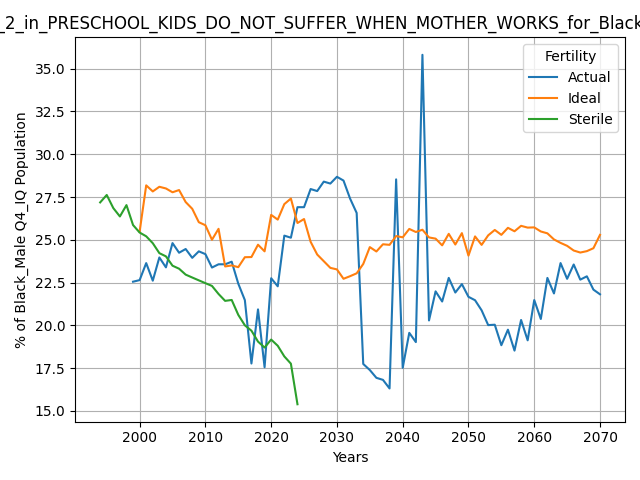 _2_in_PRESCHOOL_KIDS_DO_NOT_SUFFER_WHEN_MOTHER_WORKS_for_Black
Fertility
Actual
Ideal
Sterile
% of Black_Male Q4_IQ Population
35.0
32.5
30.0
27.5
25.0
22.5
20.0
17.5
15.0
2000 2010 2020 2030 2040 2050 2060 2070
Years